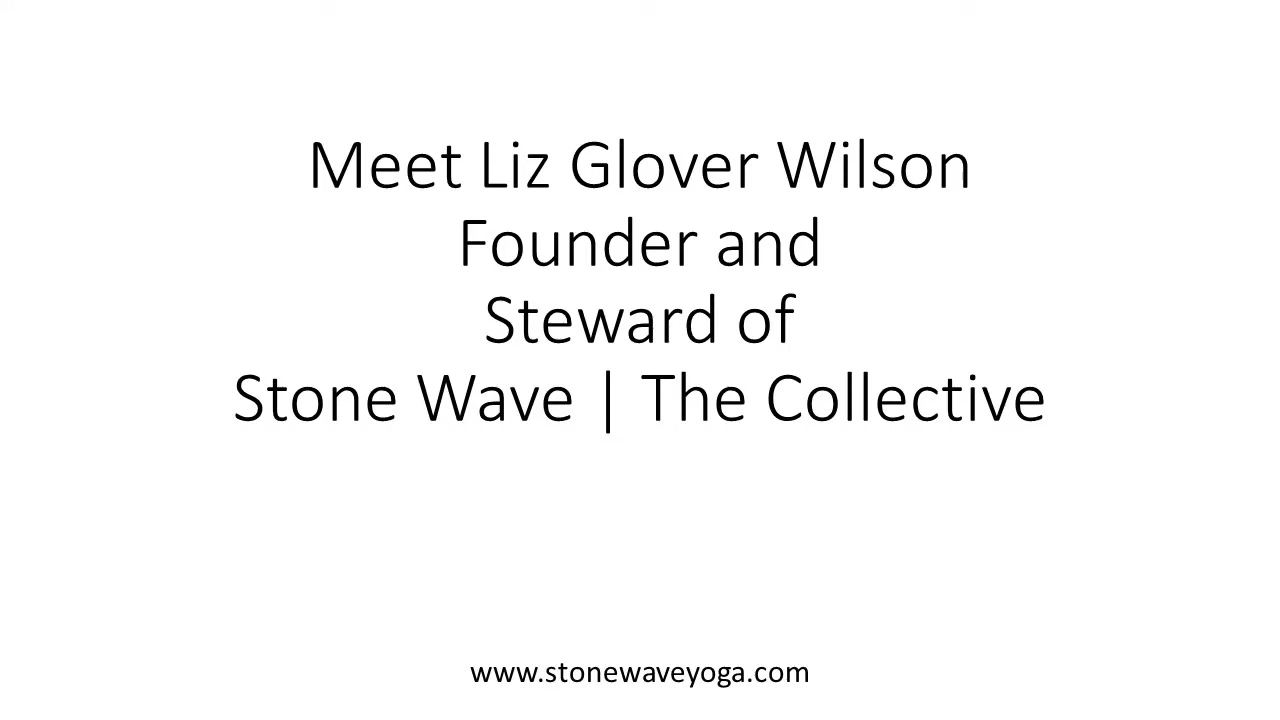 Meet Liz Glover Wilson
Founder and
Steward of
Stone Wave | The Collective
www.stonewaveyoga.com